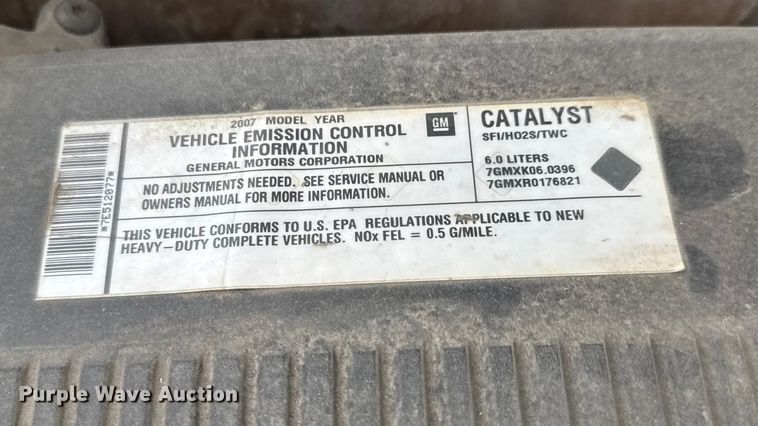 *7E512077*
2007 MODEL YEAR
VEHICLE EMISSION CONTROL
INFORMATION
GENERAL MOTORS CORPORATION
GM
NO ADJUSTMENTS NEEDED. SEE SERVICE MANUAL OR
OWNERS MANUAL FOR MORE INFORMATION.
THIS VEHICLE CONFORMS TO U.S. EPA REGULATIONS APPLICABLE TO NEW
HEAVY-DUTY COMPLETE VEHICLES. NOx FEL = 0.5 G/MILE.
CATALYST
SFI/HO2S/TWC
6.0 LITERS
7GMXK06.0396
7GMXR0176821
Purple Wave Auction